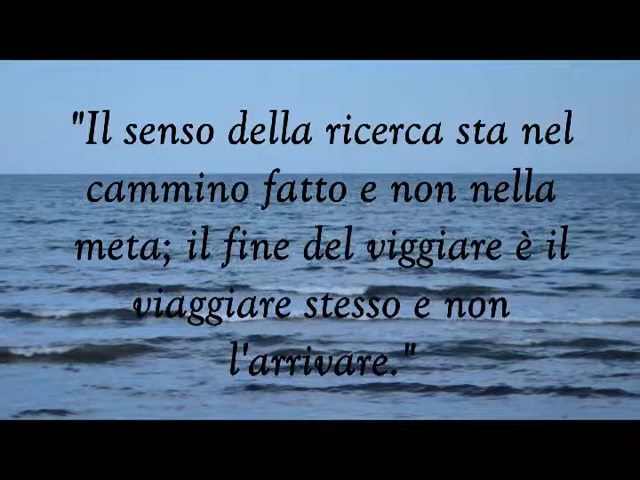 "Il senso della ricerca sta nel
cammino fatto e non nella
meta; il fine del viggiare è il
viaggiare stesso e non
l'arrivare."